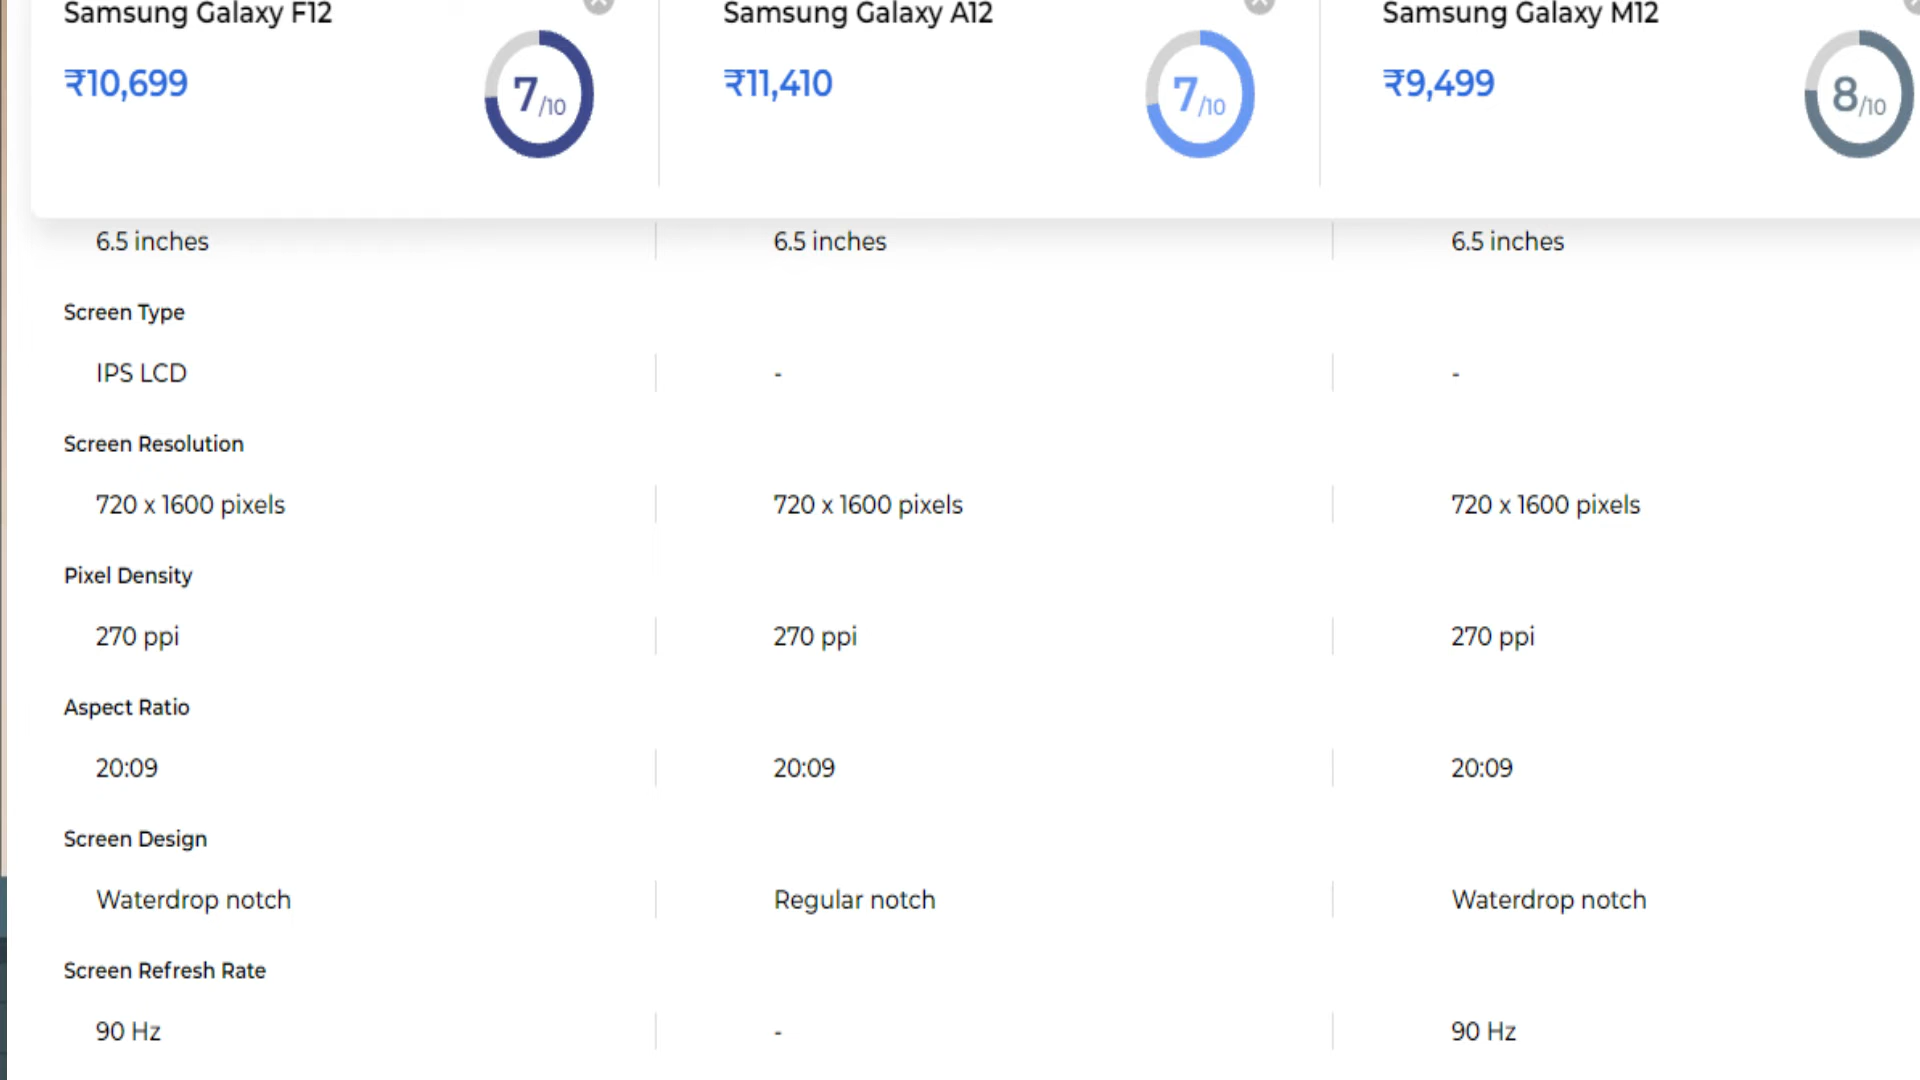 Samsung Galaxy F12 Samsung Galaxy A12 Samsung Galaxy M12
₹10,699 7/10 ₹11,410 7/10 ₹9,499 8/10
6.5 inches 6.5 inches 6.5 inches
Screen Type
IPS LCD - -
Screen Resolution
720 x 1600 pixels 720 x 1600 pixels 720 x 1600 pixels
Pixel Density
270 ppi 270 ppi 270 ppi
Aspect Ratio
20:09 20:09 20:09
Screen Design
Waterdrop notch Regular notch Waterdrop notch
Screen Refresh Rate
90 Hz - 90 Hz